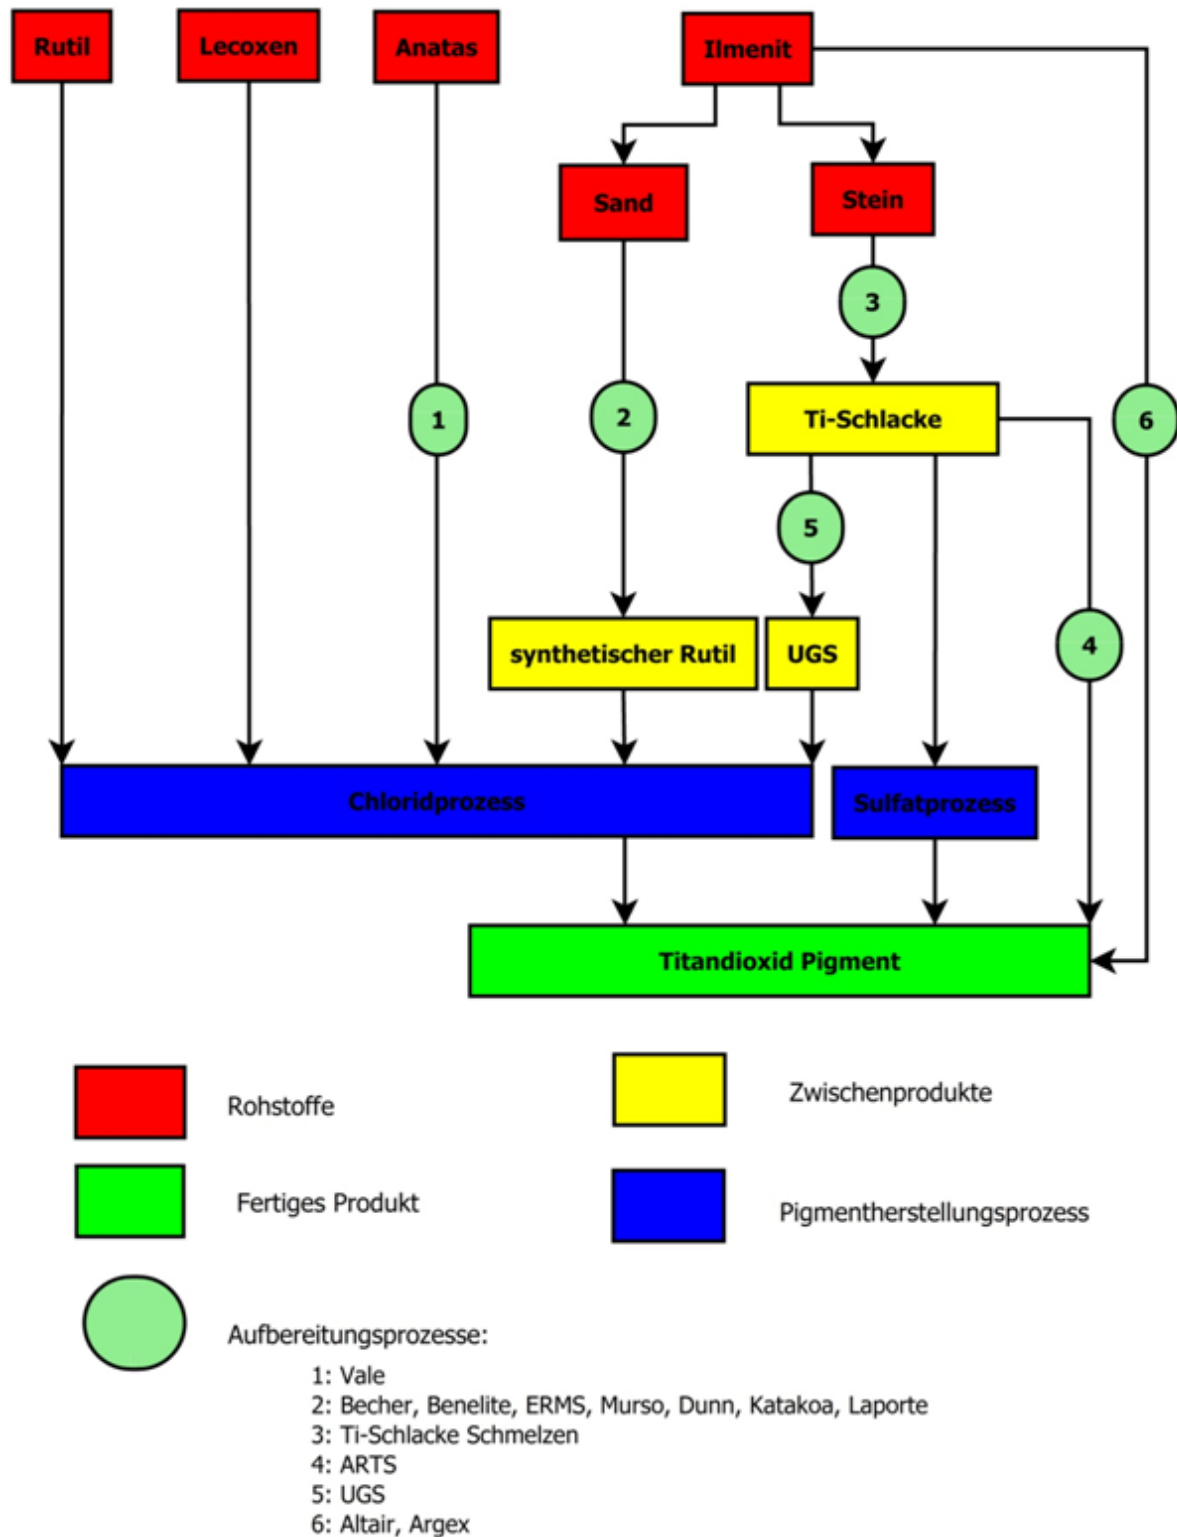 Rutil
Lecoxen
Anatas
Ilmenit
Sand
Stein
3
Ti-Schlacke
1
2
6
5
4
synthetischer Rutil
UGS
Chloridprozess
Sulfatprozess
Titandioxid Pigment
Rohstoffe
Zwischenprodukte
Fertiges Produkt
Pigmentherstellungsprozess
Aufbereitungsprozesse:
1: Vale
2: Becher, Benelite, ERMS, Murso, Dunn, Katakoa, Laporte
3: Ti-Schlacke Schmelzen
4: ARTS
5: UGS
6: Altair, Argex